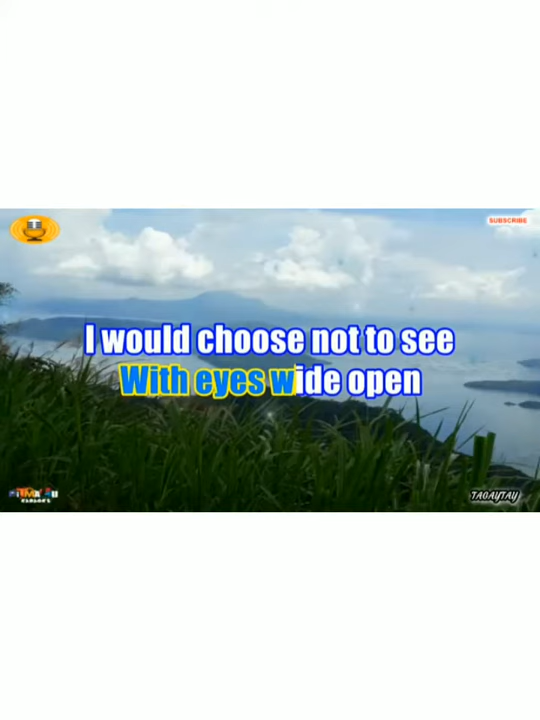 SUBSCRIBE
I would choose not to see
With eyes wide open
TAGAYTAY